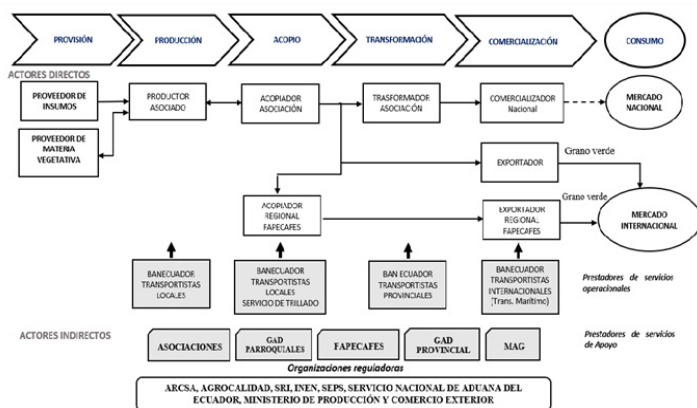 PROVISIÓN
PRODUCCIÓN
ACOPIO
TRANSFORMACIÓN
COMERCIALIZACIÓN
CONSUMO
ACTORES DIRECTOS
PROVEEDOR DE
INSUMOS
PRODUCTOR
ASOCIADO
ACOPIADOR
ASOCIACIÓN
TRASFORMADOR
ASOCIACIÓN
COMERCIALIZADOR
Nacional
MERCADO
NACIONAL
PROVEEDOR DE
MATERIA
VEGETATIVA
EXPORTADOR
Grano verde
ACOPIADOR
REGIONAL
FAPECAFES
EXPORTADOR
REGIONAL
FAPECAFES
Grano verde
MERCADO
INTERNACIONAL
BANECUADOR
TRANSPORTISTAS
LOCALES
BANECUADOR
TRANSPORTISTAS
LOCALES
SERVICIO DE TRILLADO
BAN ECUADOR
TRANSPORTISTAS
PROVINCIALES
BANECUADOR
TRANSPORTISTAS
INTERNACIONALES
(Trans. Marítimo)
Prestadores de servicios
operacionales
ACTORES INDIRECTOS
ASOCIACIONES
GAD
PARROQUIALES
FAPECAFES
GAD
PROVINCIAL
MAG
Prestadores de servicios
de Apoyo
Organizaciones reguladoras
ARCSA, AGROCALIDAD, SRI, INEN, SEPS, SERVICIO NACIONAL DE ADUANA DEL
ECUADOR, MINISTERIO DE PRODUCCIÓN Y COMERCIO EXTERIOR